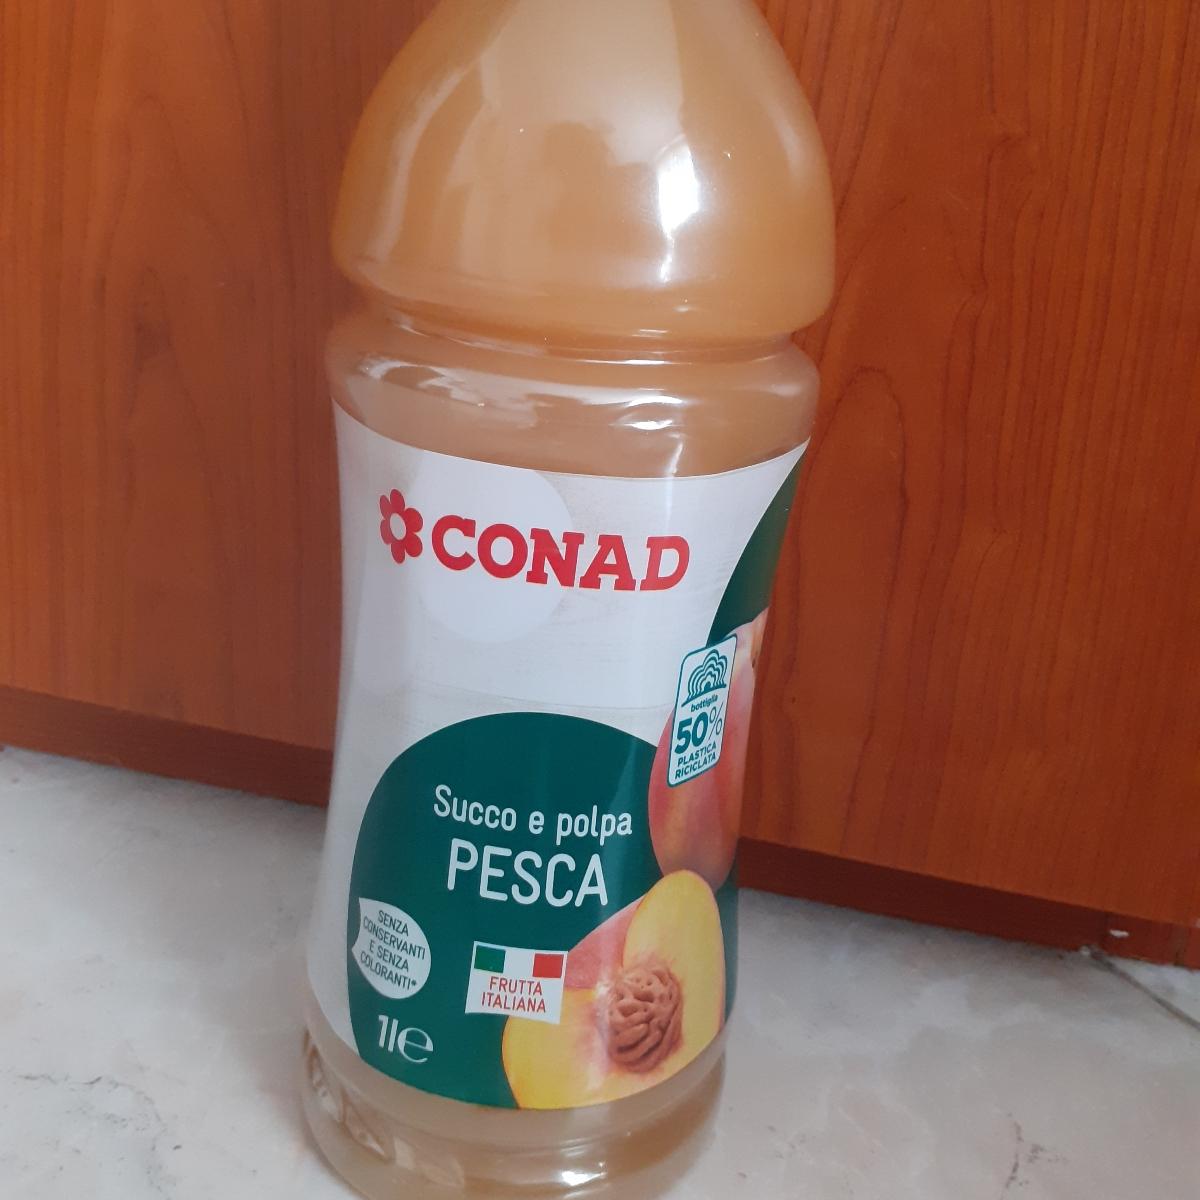 CONAD
bottiglia
50%
PLASTICA
RICICLATA
Succo e polpa
PESCA
SENZA
CONSERVANTI
E SENZA
COLORANTI*
FRUTTA
ITALIANA
1l e